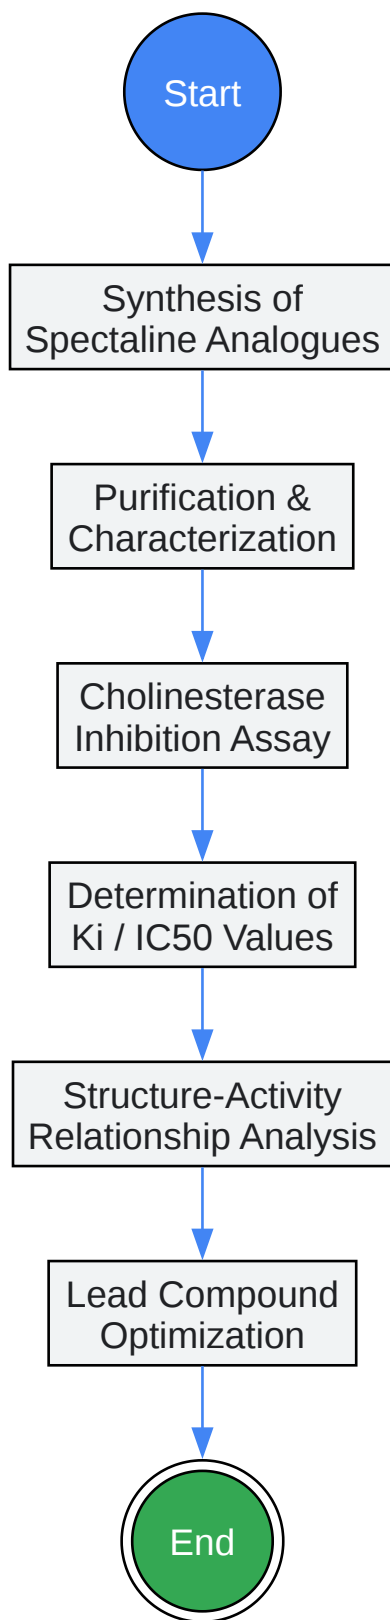 Start
Synthesis of
Spectaline Analogues
Purification &
Characterization
Cholinesterase
Inhibition Assay
Determination of
Ki / IC50 Values
Structure-Activity
Relationship Analysis
Lead Compound
Optimization
End